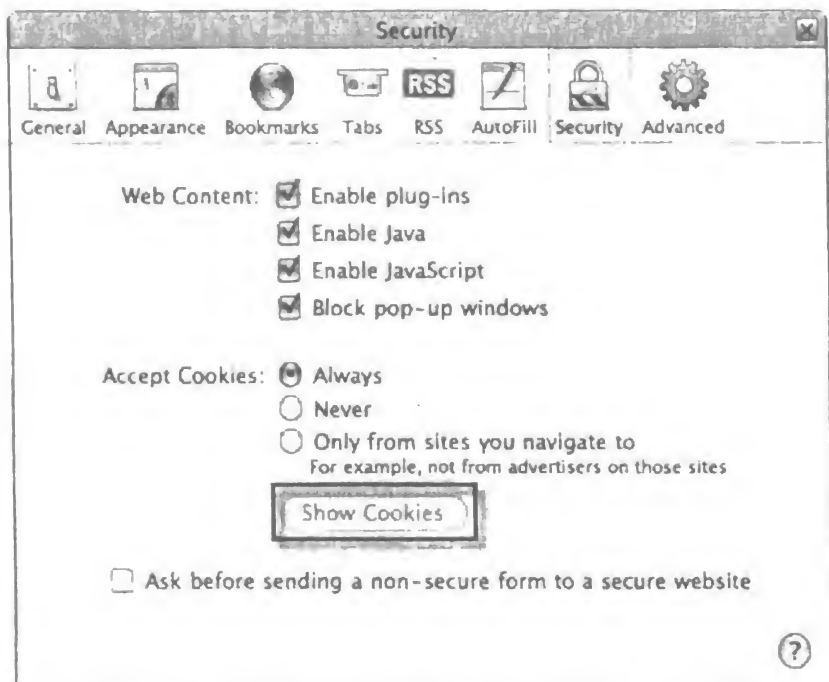 Security
RSS
General Appearance Bookmarks Tabs RSS AutoFill Security Advanced
Web Content: Enable plug-ins
Enable Java
Enable JavaScript
Block pop-up windows
Accept Cookies: Always
Never
Only from sites you navigate to
For example, not from advertisers on those sites
Show Cookies
Ask before sending a non-secure form to a secure website
?